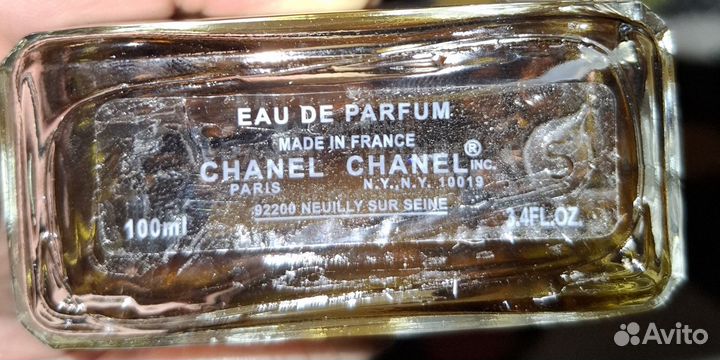 EAU DE PARFUM
MADE IN FRANCE
CHANEL CHANEL® INC.
PARIS N.Y. N.Y. 10019
92200 NEUILLY SUR SEINE
100ml 3.4FL.OZ.
S
Avito